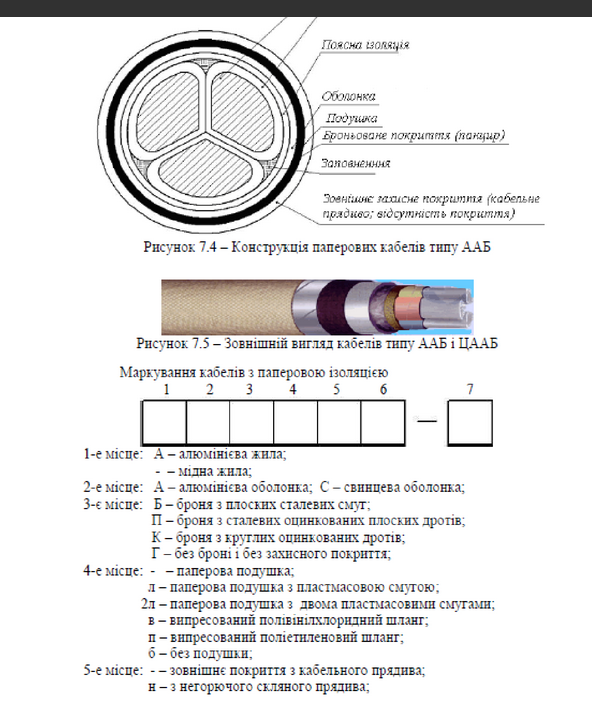 Поясна ізоляція
Оболонка
Подушка
Броньоване покриття (панцир)
Заповнення
Зовнішнє захисне покриття (кабельне
прядиво; відсутність покриття)
Рисунок 7.4 – Конструкція паперових кабелів типу ААБ
Рисунок 7.5 – Зовнішній вигляд кабелів типу ААБ і ЦААБ
Маркування кабелів з паперовою ізоляцією
1 2 3 4 5 6 7
—
1-е місце: А – алюмінієва жила;
- – мідна жила;
2-е місце: А – алюмінієва оболонка; С – свинцева оболонка;
3-є місце: Б – броня з плоских сталевих смуг;
П – броня з сталевих оцинкованих плоских дротів;
К – броня з круглих оцинкованих дротів;
Г – без броні і без захисного покриття;
4-е місце: - – паперова подушка;
л – паперова подушка з пластмасовою смугою;
2л – паперова подушка з двома пластмасовими смугами;
в – випресований полівінілхлоридний шланг;
п – випресований поліетиленовий шланг;
б – без подушки;
5-е місце: - – зовнішнє покриття з кабельного прядива;
н – з негорючого скляного прядива;